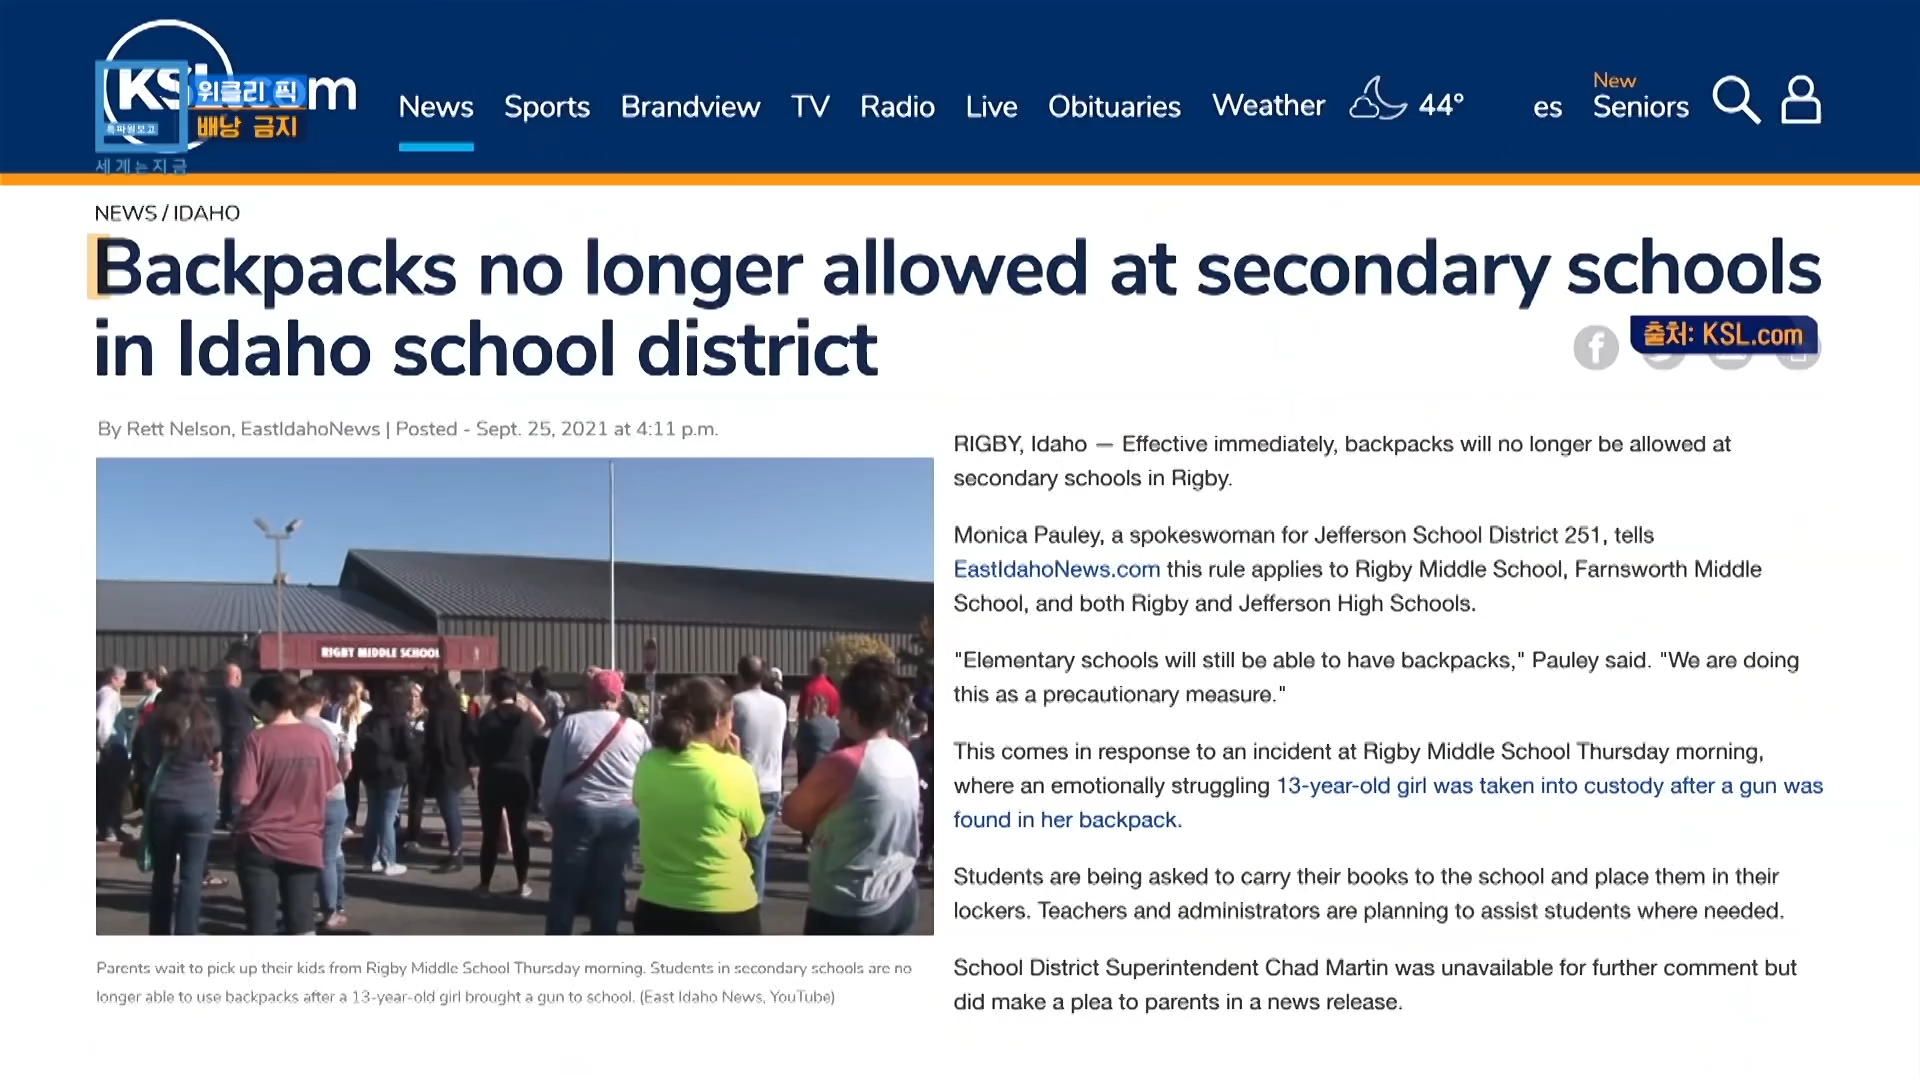 KSL.com
위클리 픽
배낭 금지
특파원보고
세계는지금
News Sports Brandview TV Radio Live Obituaries Weather 44° es New Seniors
NEWS / IDAHO
Backpacks no longer allowed at secondary schools
in Idaho school district
출처: KSL.com
By Rett Nelson, EastIdahoNews | Posted - Sept. 25, 2021 at 4:11 p.m.
RIGBY MIDDLE SCHOOL
Parents wait to pick up their kids from Rigby Middle School Thursday morning. Students in secondary schools are no
longer able to use backpacks after a 13-year-old girl brought a gun to school. (East Idaho News, YouTube)
RIGBY, Idaho — Effective immediately, backpacks will no longer be allowed at
secondary schools in Rigby.
Monica Pauley, a spokeswoman for Jefferson School District 251, tells
EastIdahoNews.com this rule applies to Rigby Middle School, Farnsworth Middle
School, and both Rigby and Jefferson High Schools.
"Elementary schools will still be able to have backpacks," Pauley said. "We are doing
this as a precautionary measure."
This comes in response to an incident at Rigby Middle School Thursday morning,
where an emotionally struggling 13-year-old girl was taken into custody after a gun was
found in her backpack.
Students are being asked to carry their books to the school and place them in their
lockers. Teachers and administrators are planning to assist students where needed.
School District Superintendent Chad Martin was unavailable for further comment but
did make a plea to parents in a news release.